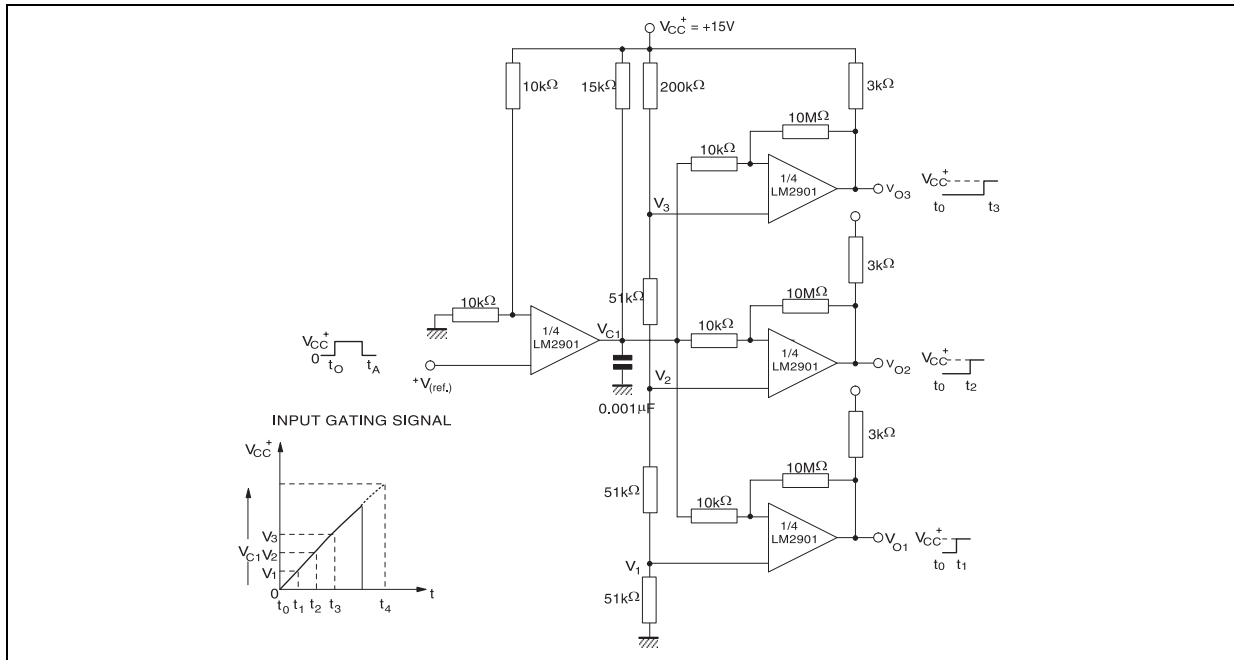 V_CC^+ = +15V
10kΩ
15kΩ
200kΩ
3kΩ
10MΩ
10kΩ
1/4
LM2901
V_O3
V_CC^+
t_0
t_3
V_3
3kΩ
51kΩ
10MΩ
10kΩ
10kΩ
1/4
LM2901
V_C1
1/4
LM2901
V_O2
V_CC^+
t_0
t_2
V_CC^+
0
t_O
t_A
+V(ref.)
V_2
0.001μF
3kΩ
INPUT GATING SIGNAL
V_CC^+
51kΩ
10MΩ
10kΩ
1/4
LM2901
V_O1
V_CC^+
t_0
t_1
V_3
V_C1
V_2
V_1
0
t_0
t_1
t_2
t_3
t_4
t
V_1
51kΩ